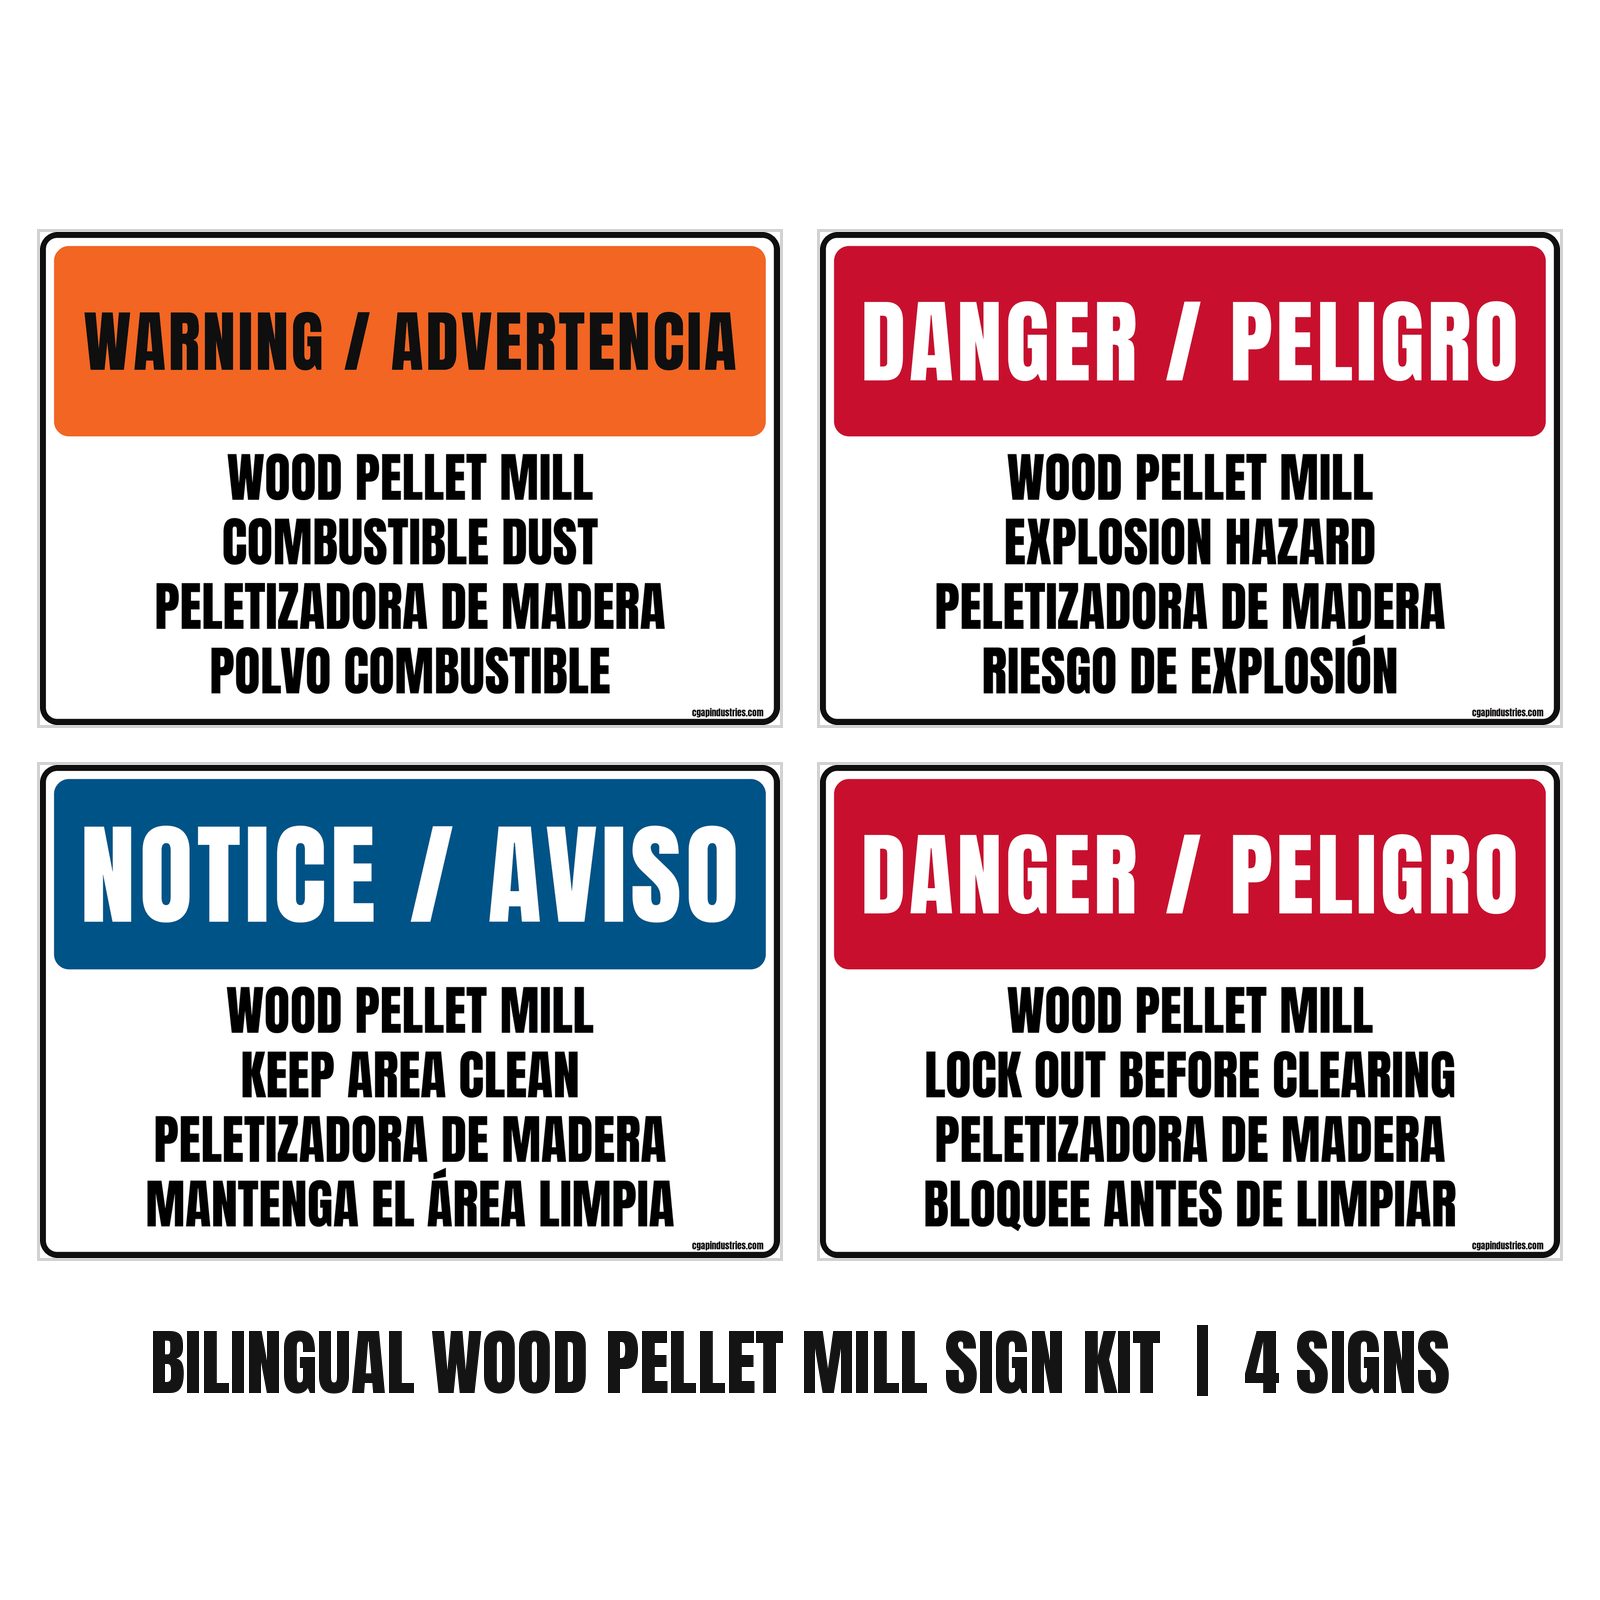 WARNING / ADVERTENCIA
WOOD PELLET MILL
COMBUSTIBLE DUST
PELETIZADORA DE MADERA
POLVO COMBUSTIBLE
cgapindustries.com
DANGER / PELIGRO
WOOD PELLET MILL
EXPLOSION HAZARD
PELETIZADORA DE MADERA
RIESGO DE EXPLOSIÓN
cgapindustries.com
NOTICE / AVISO
WOOD PELLET MILL
KEEP AREA CLEAN
PELETIZADORA DE MADERA
MANTENGA EL ÁREA LIMPIA
cgapindustries.com
DANGER / PELIGRO
WOOD PELLET MILL
LOCK OUT BEFORE CLEARING
PELETIZADORA DE MADERA
BLOQUEE ANTES DE LIMPIAR
cgapindustries.com
BILINGUAL WOOD PELLET MILL SIGN KIT | 4 SIGNS